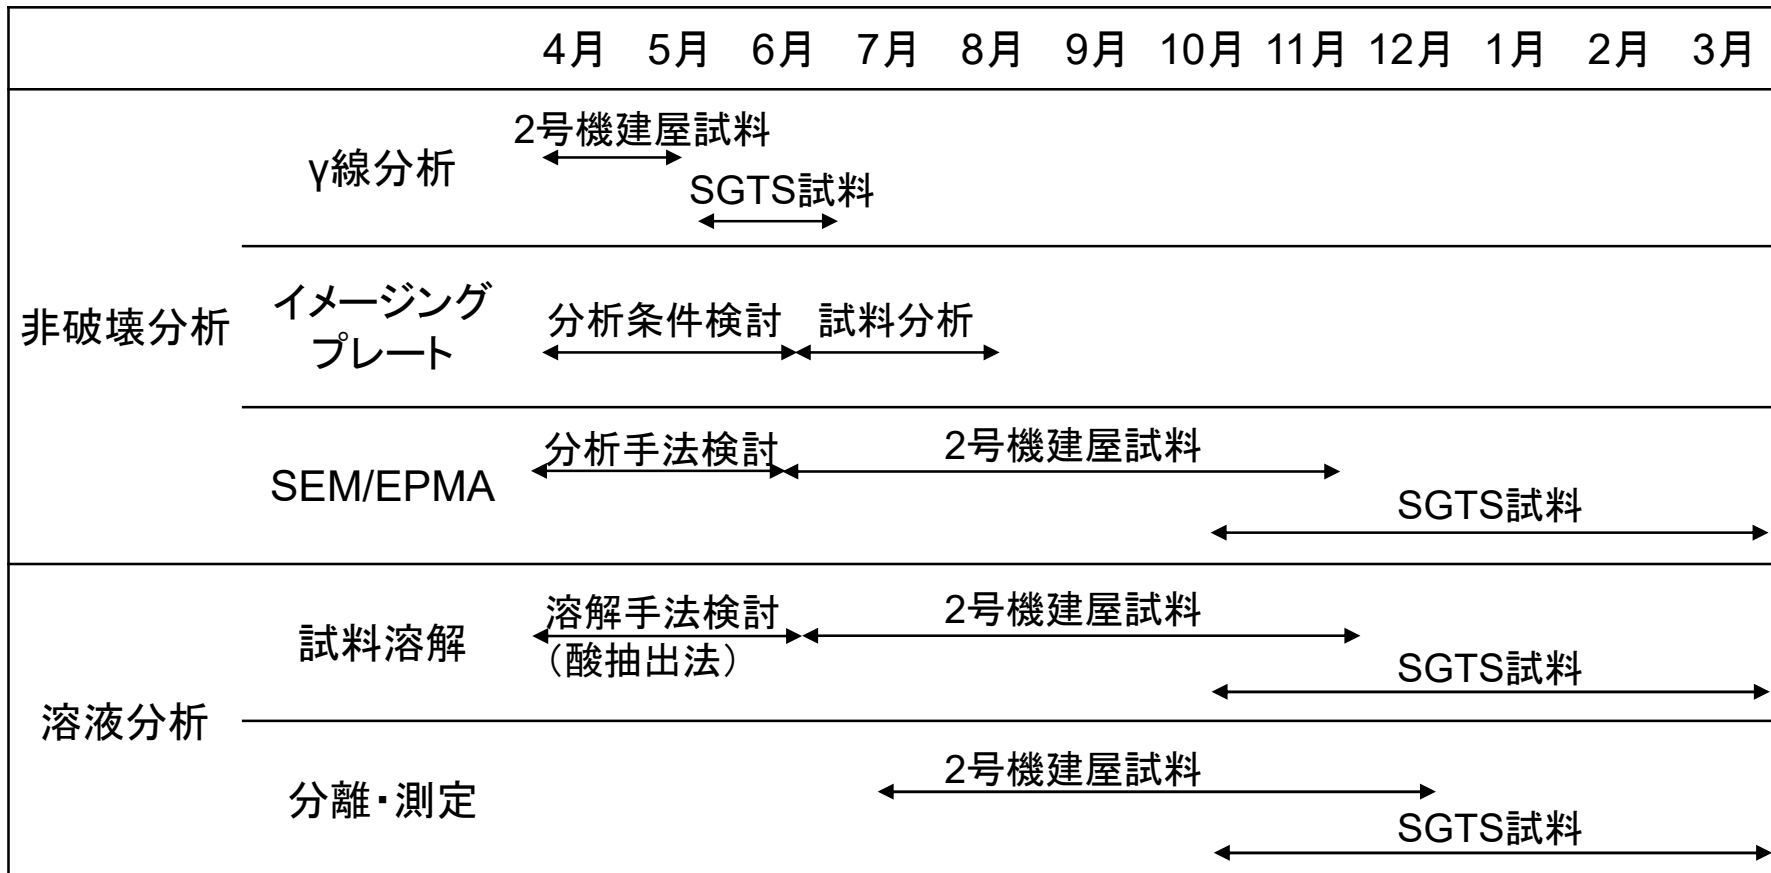 4月 5月 6月 7月 8月 9月 10月 11月 12月 1月 2月 3月
非破壊分析
γ線分析
2号機建屋試料
SGTS試料
イメージング
プレート
分析条件検討 試料分析
SEM/EPMA
分析手法検討 2号機建屋試料
SGTS試料
溶液分析
試料溶解
溶解手法検討 2号機建屋試料
（酸抽出法）
SGTS試料
分離・測定
2号機建屋試料
SGTS試料